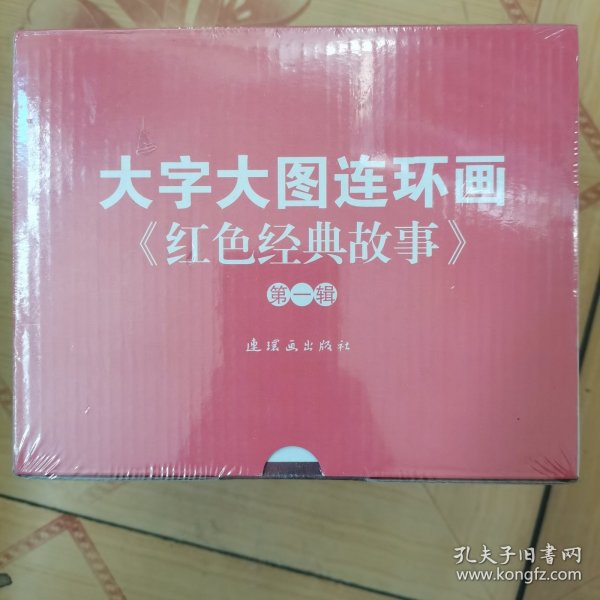 大字大图连环画
《红色经典故事》
第一辑
连环画出版社
孔夫子旧书网
www.kongfz.com